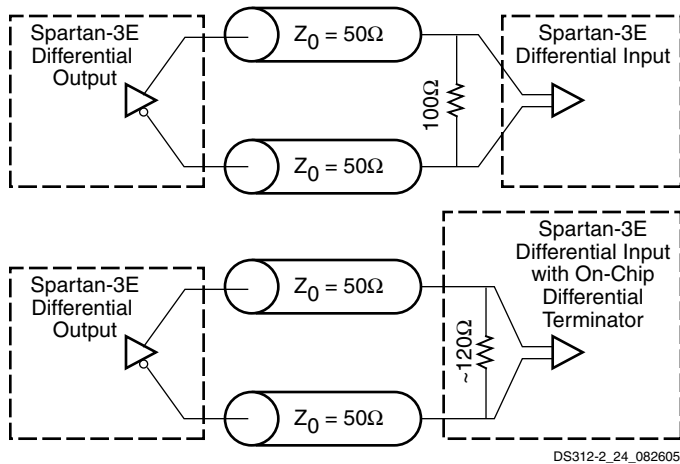 Spartan-3E
Differential
Output
Z0 = 50Ω
Z0 = 50Ω
100Ω
Spartan-3E
Differential Input
Spartan-3E
Differential
Output
Z0 = 50Ω
Z0 = 50Ω
~120Ω
Spartan-3E
Differential Input
with On-Chip
Differential
Terminator
DS312-2_24_082605